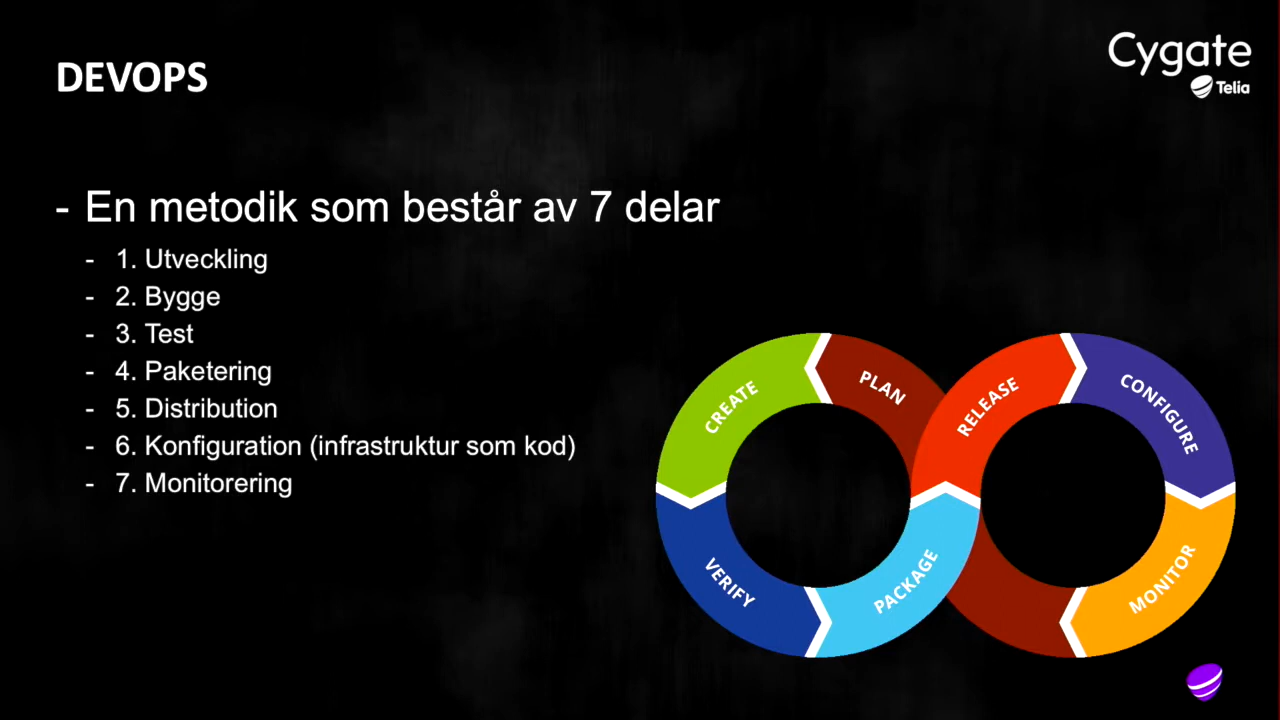 DEVOPS
Cygate
Telia
- En metodik som består av 7 delar
- 1. Utveckling
- 2. Bygge
- 3. Test
- 4. Paketering
- 5. Distribution
- 6. Konfiguration (infrastruktur som kod)
- 7. Monitorering
CREATE
PLAN
RELEASE
CONFIGURE
VERIFY
PACKAGE
MONITOR